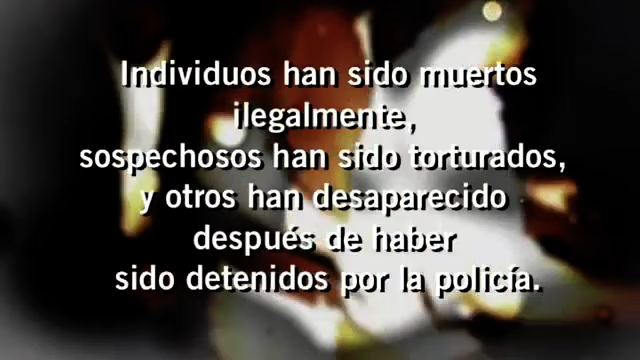 Individuos han sido muertos
ilegalmente,
sospechosos han sido torturados,
y otros han desaparecido
después de haber
sido detenidos por la policía.